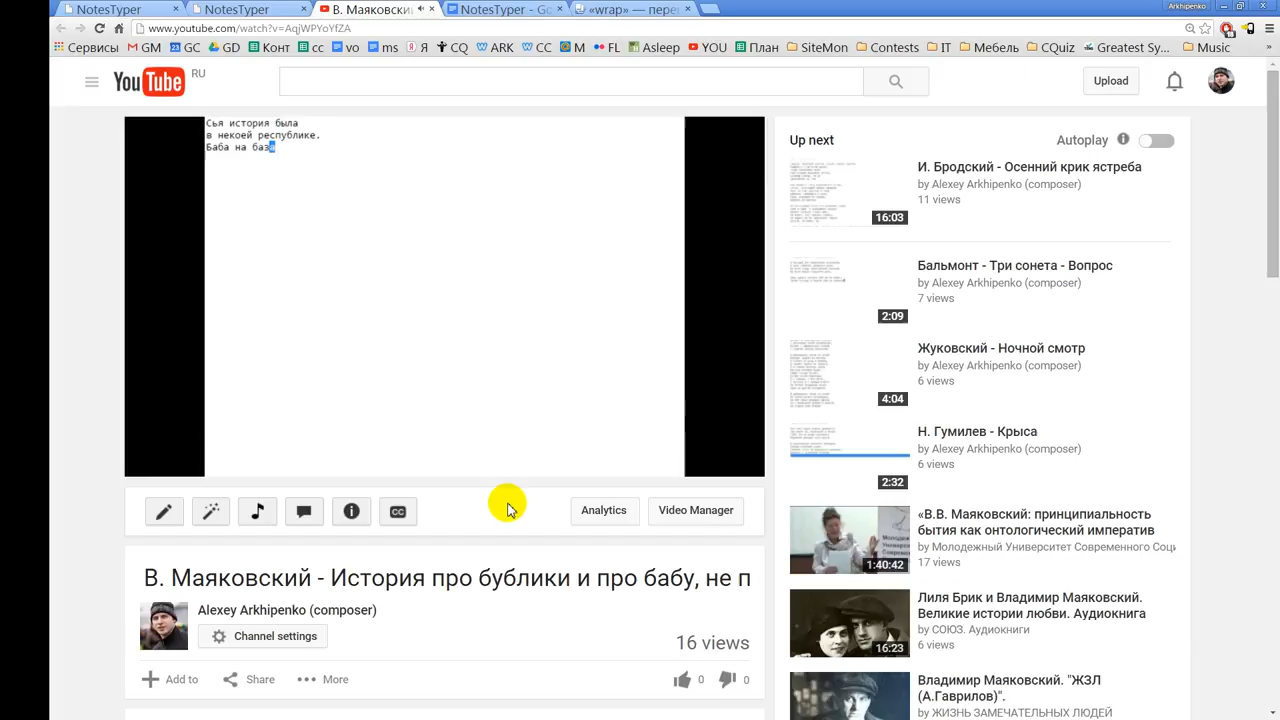 NotesTyper
NotesTyper
В. Маяковски
NotesTyper - Go
«wrap» — пере
Arkhipenko
www.youtube.com/watch?v=AqjWPYoYfZA
Сервисы
GM
GC
Конт
cc
vo
ms
Я
CQ
ARK
CC
M
FL
Asleep
YOU
План
SiteMon
Contests
IT
Мебель
CQuiz
Greatest Sy...
Music
YouTube RU
Upload
Сья история была
в некоей республике.
Баба на база
Up next
Autoplay
И. Бродский - Осенний крик ястреба
by Alexey Arkhipenko (composer)
11 views
16:03
Бальмонт - Три сонета -
by Alexey Arkhipenko (composer)
7 views
2:09
Жуковский - Ночной смотр
by Alexey Arkhipenko (composer)
6 views
4:04
Н. Гумилев - Крыса
by Alexey Arkhipenko (composer)
6 views
2:32
«В.В. Маяковский: принципиальность
бытия как онтологический императив
by Молодежный Университет Современного Соци
17 views
1:40:42
Лиля Брик и Владимир Маяковский.
Великие истории любви. Аудиокнига
by СОЮЗ. Аудиокниги
6 views
16:23
Владимир Маяковский. "ЖЗЛ
(А.Гаврилов)".
by ЖИЗНЬ ЗАМЕЧАТЕЛЬНЫХ ЛЮДЕЙ
CC
Analytics
Video Manager
В. Маяковский - История про бублики и про бабу, не п
Alexey Arkhipenko (composer)
Channel settings
16 views
Add to
Share
More
0
0